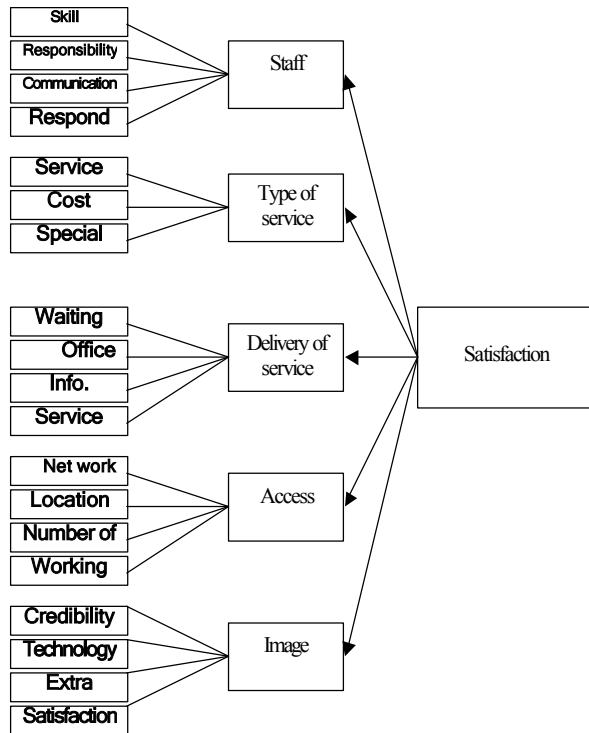 Skill
Responsibility
Communication
Respond
Staff
Service
Cost
Special
Type of
service
Waiting
Office
Info.
Service
Delivery of
service
Satisfaction
Net work
Location
Number of
Working
Access
Credibility
Technology
Extra
Satisfaction
Image